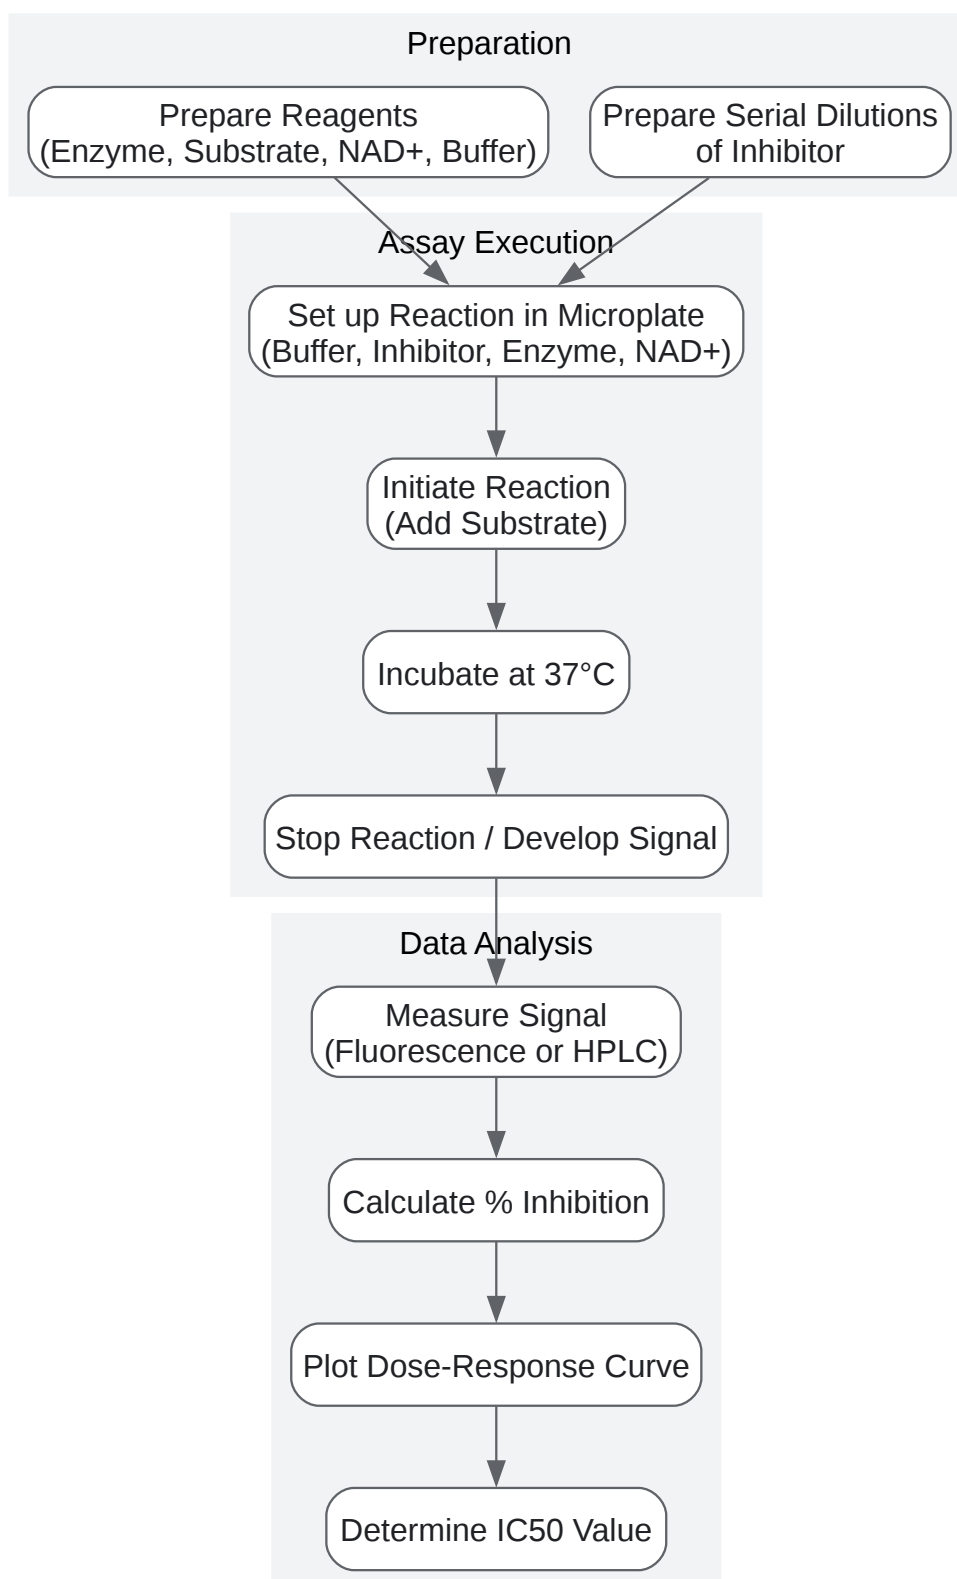 Preparation
Prepare Reagents
(Enzyme, Substrate, NAD+, Buffer)
Prepare Serial Dilutions
of Inhibitor
Assay Execution
Set up Reaction in Microplate
(Buffer, Inhibitor, Enzyme, NAD+)
Initiate Reaction
(Add Substrate)
Incubate at 37°C
Stop Reaction / Develop Signal
Data Analysis
Measure Signal
(Fluorescence or HPLC)
Calculate % Inhibition
Plot Dose-Response Curve
Determine IC50 Value